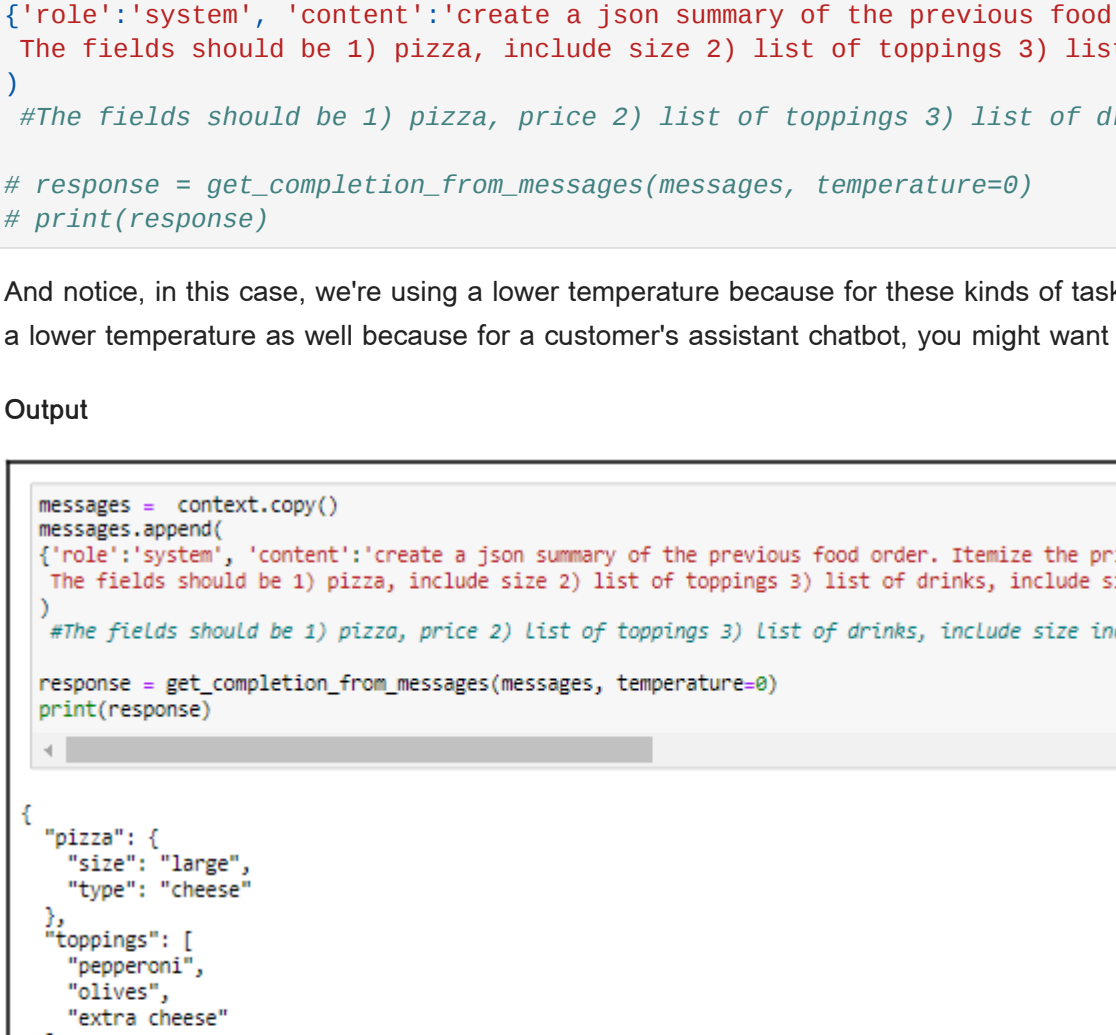 {'role':'system', 'content':'create a json summary of the previous food
The fields should be 1) pizza, include size 2) list of toppings 3)
)
#The fields should be 1) pizza, price 2) list of toppings 3) list of
# response = get_completion_from_messages(messages, temperature=0)
# print(response)
And notice, in this case, we're using a lower temperature because for these kinds of
a lower temperature as well because for a customer's assistant chatbot, you might want
Output
messages = context.copy()
messages.append(
{'role':'system', 'content':'create a json summary of the previous food order. Itemize the
The fields should be 1) pizza, include size 2) list of toppings 3) list of drinks, include
)
#The fields should be 1) pizza, price 2) list of toppings 3) list of drinks, include size
response = get_completion_from_messages(messages, temperature=0)
print(response)
{
"pizza": {
"size": "large",
"type": "cheese"
},
"toppings": [
"pepperoni",
"olives",
"extra cheese"